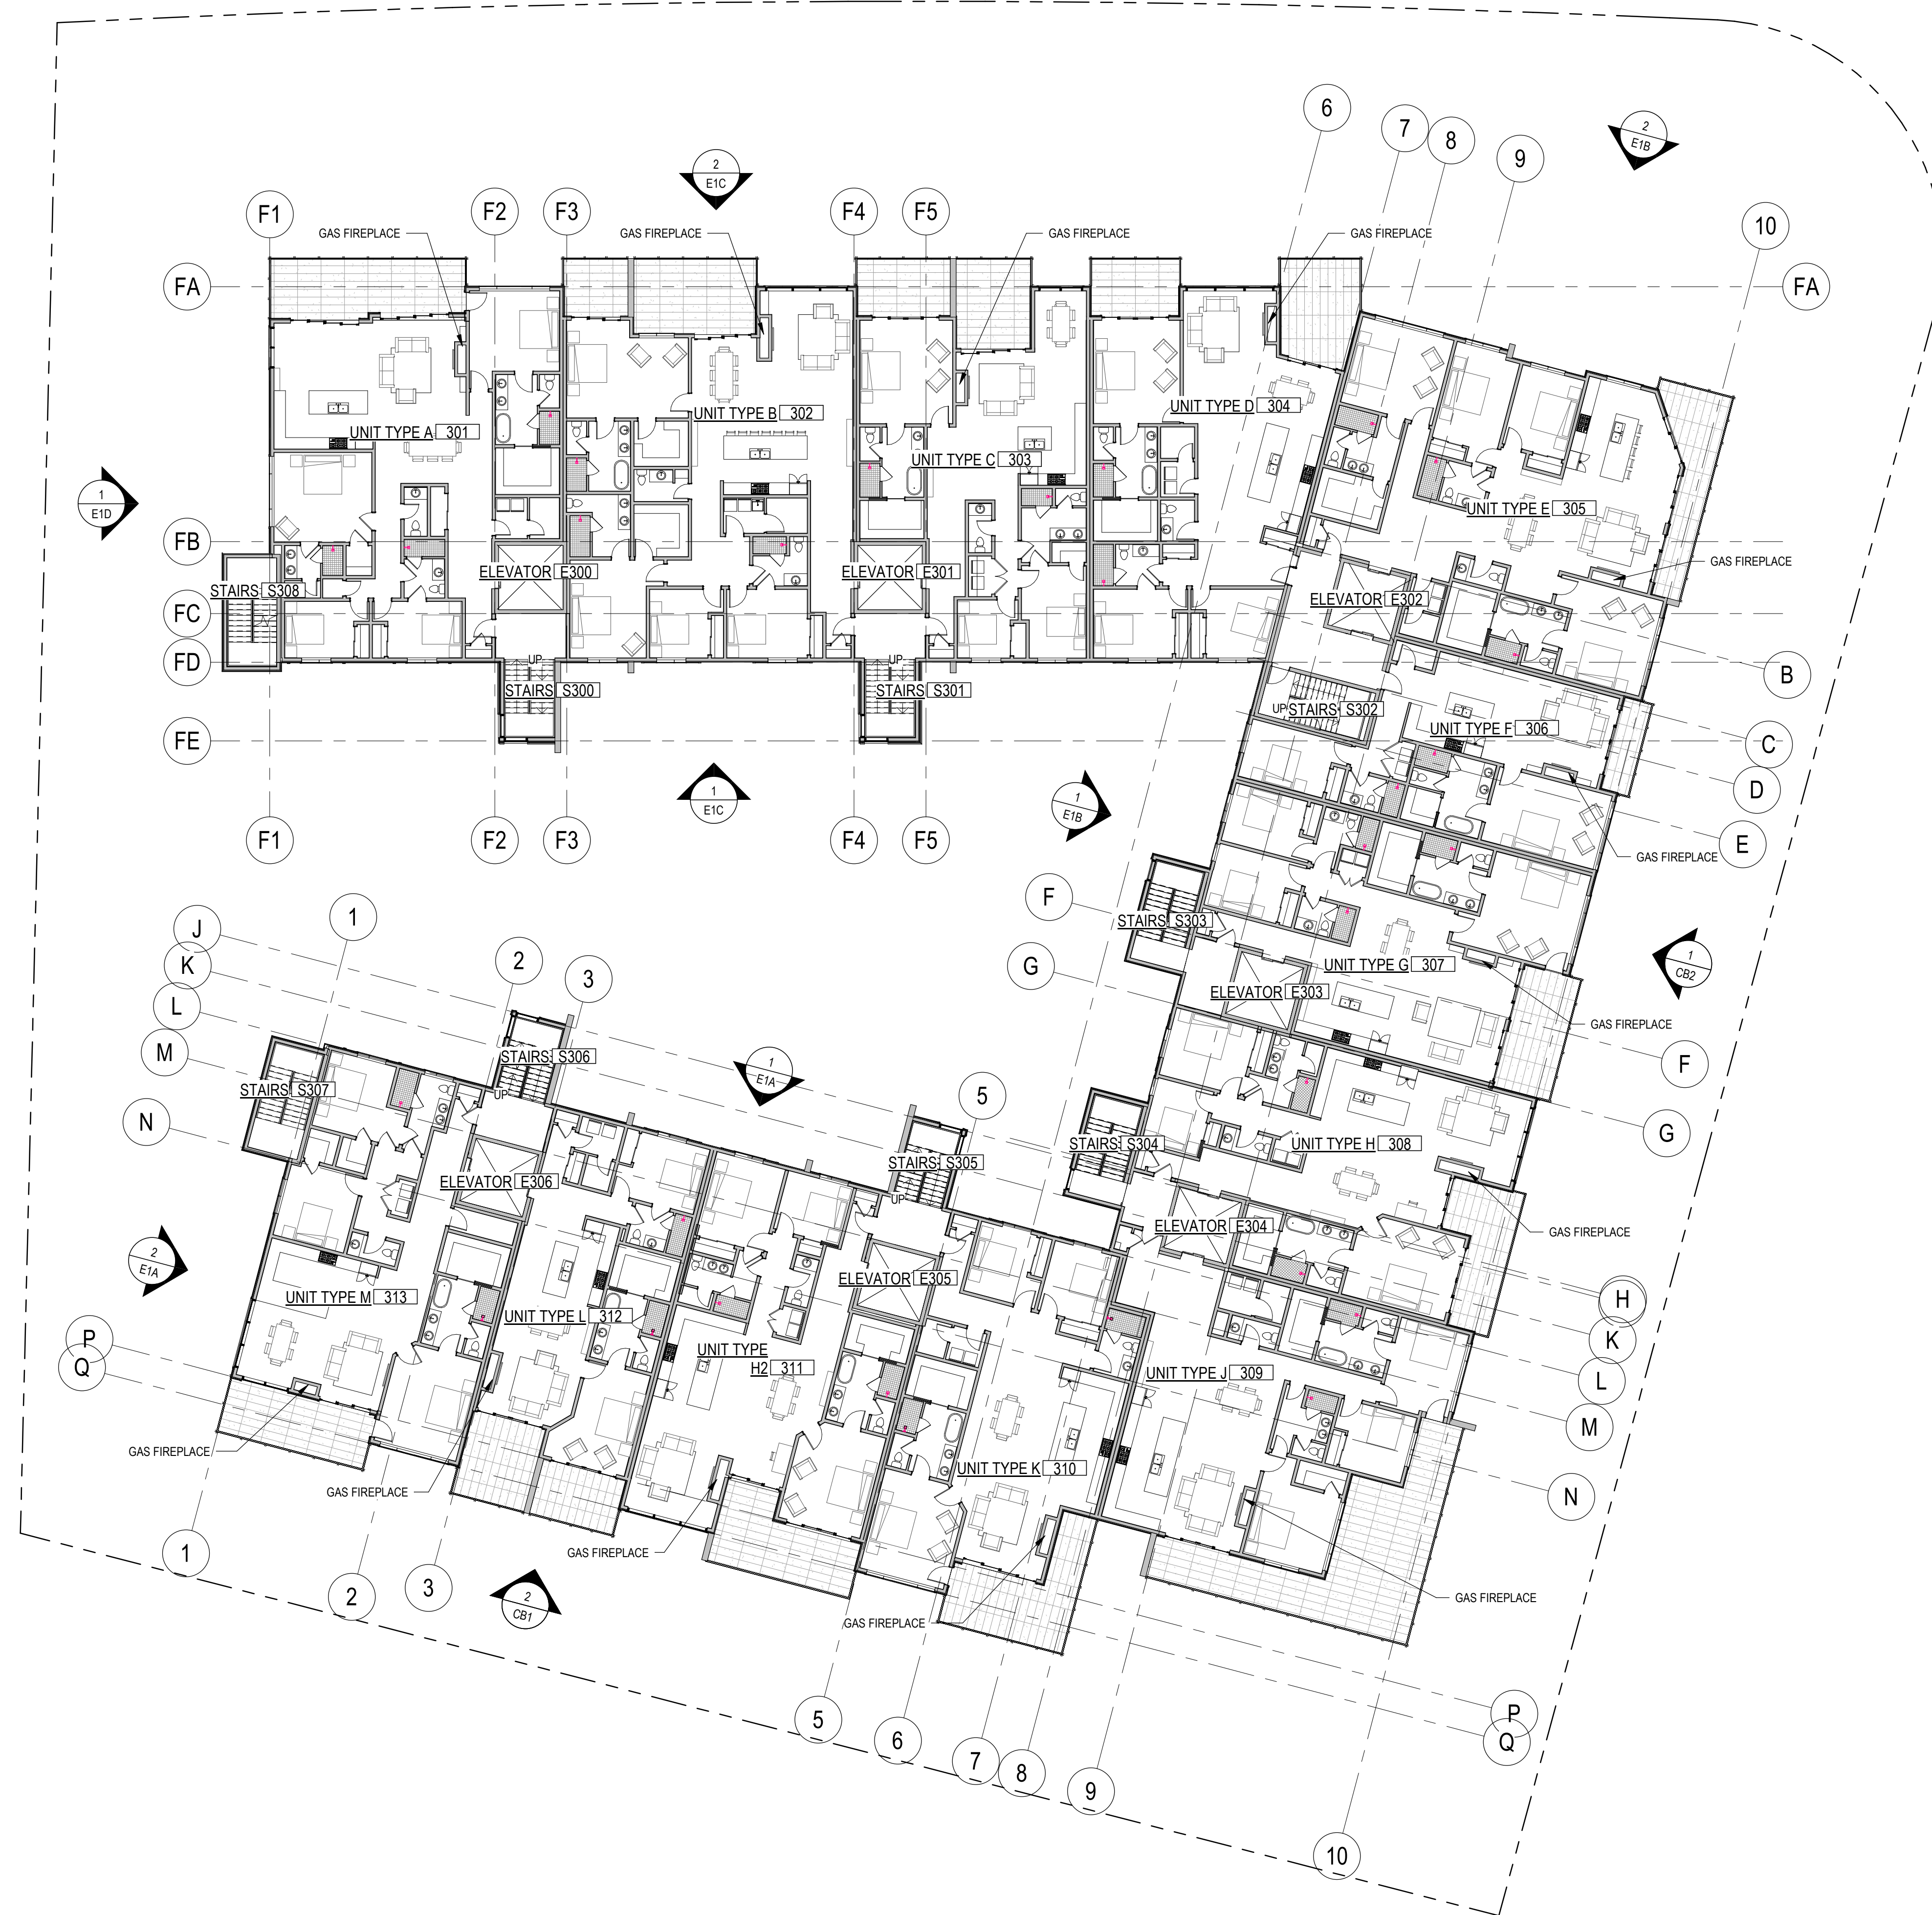 6
7
8
9
10
2
E1B
2
E1C
F1
F2
F3
F4
F5
GAS FIREPLACE
GAS FIREPLACE
GAS FIREPLACE
GAS FIREPLACE
FA
FA
UNIT TYPE A 301
UNIT TYPE B 302
UNIT TYPE C 303
UNIT TYPE D 304
UNIT TYPE E 305
1
E1D
FB
ELEVATOR E300
ELEVATOR E301
GAS FIREPLACE
STAIRS S308
ELEVATOR E302
FC
FD
UP
UP
STAIRS S300
STAIRS S301
B
UP
STAIRS S302
UNIT TYPE F 306
FE
C
D
1
E1C
1
E1B
F1
F2
F3
F4
F5
E
GAS FIREPLACE
F
STAIRS S303
J
1
K
2
3
G
UNIT TYPE G 307
1
CB2
ELEVATOR E303
L
GAS FIREPLACE
M
STAIRS S306
1
E1A
F
STAIRS S307
UP
5
N
G
STAIRS S304
UNIT TYPE H 308
STAIRS S305
ELEVATOR E306
UP
ELEVATOR E304
GAS FIREPLACE
2
E1A
ELEVATOR E305
UNIT TYPE M 313
H
UNIT TYPE L 312
P
K
Q
UNIT TYPE
H2 311
UNIT TYPE J 309
L
M
GAS FIREPLACE
UNIT TYPE K 310
GAS FIREPLACE
N
1
GAS FIREPLACE
2
3
2
CB1
GAS FIREPLACE
GAS FIREPLACE
5
6
7
8
9
10
P
Q